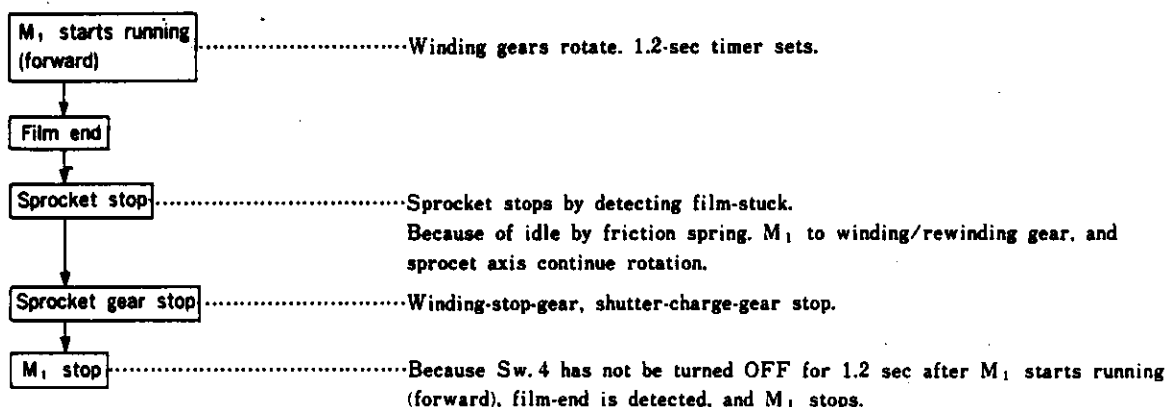 M₁ starts running
(forward)
Winding gears rotate. 1.2-sec timer sets.
Film end
Sprocket stop
Sprocket stops by detecting film-stuck.
Because of idle by friction spring. M₁ to winding/rewinding gear, and
sprocet axis continue rotation.
Sprocket gear stop
Winding-stop-gear, shutter-charge-gear stop.
M₁ stop
Because Sw. 4 has not be turned OFF for 1.2 sec after M₁ starts running
(forward), film-end is detected, and M₁ stops.